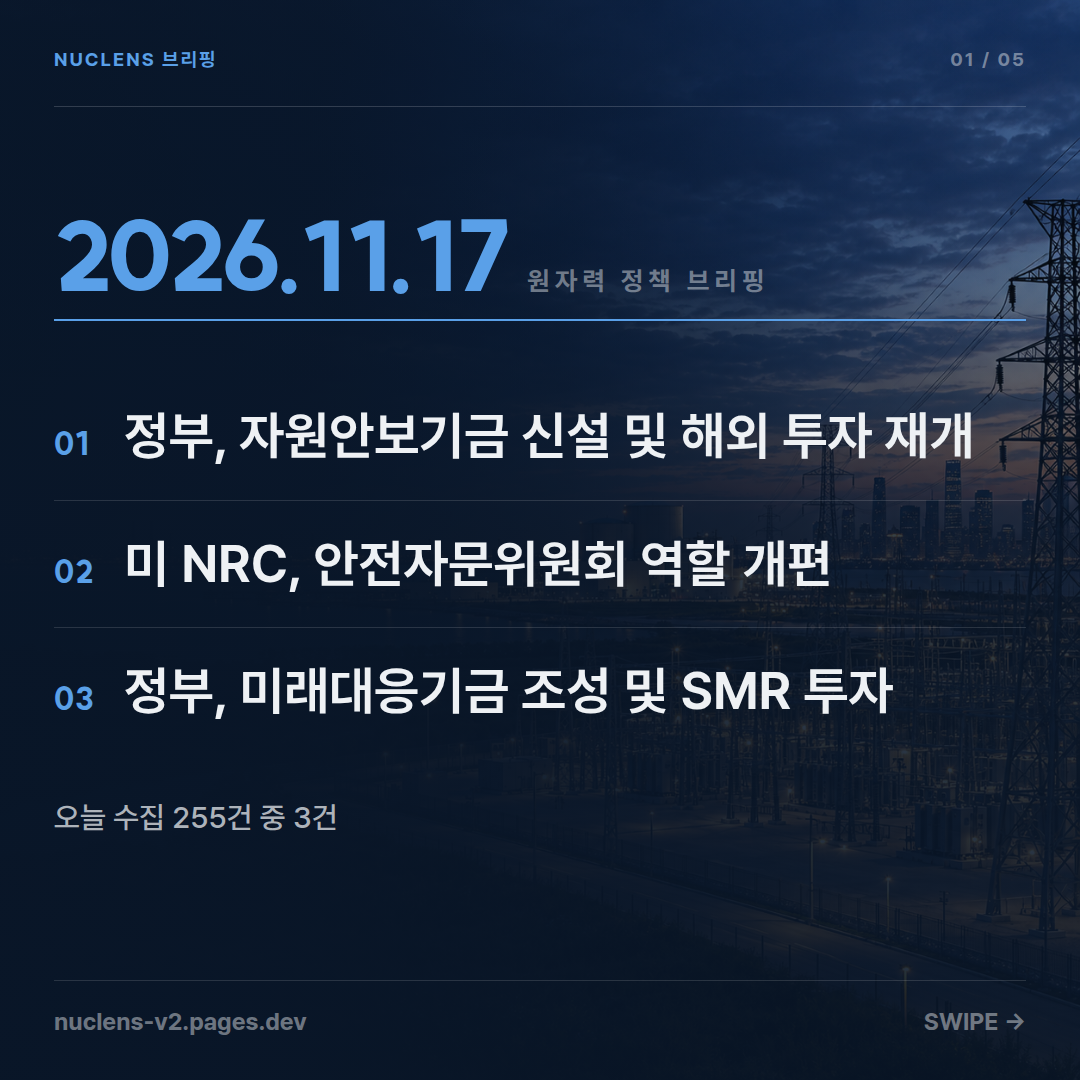 NUCLENS 브리핑
01 / 05
2026.11.17 원자력 정책 브리핑
01 정부, 자원안보기금 신설 및 해외 투자 재개
02 미 NRC, 안전자문위원회 역할 개편
03 정부, 미래대응기금 조성 및 SMR 투자
오늘 수집 255건 중 3건
nuclens-v2.pages.dev
SWIPE →